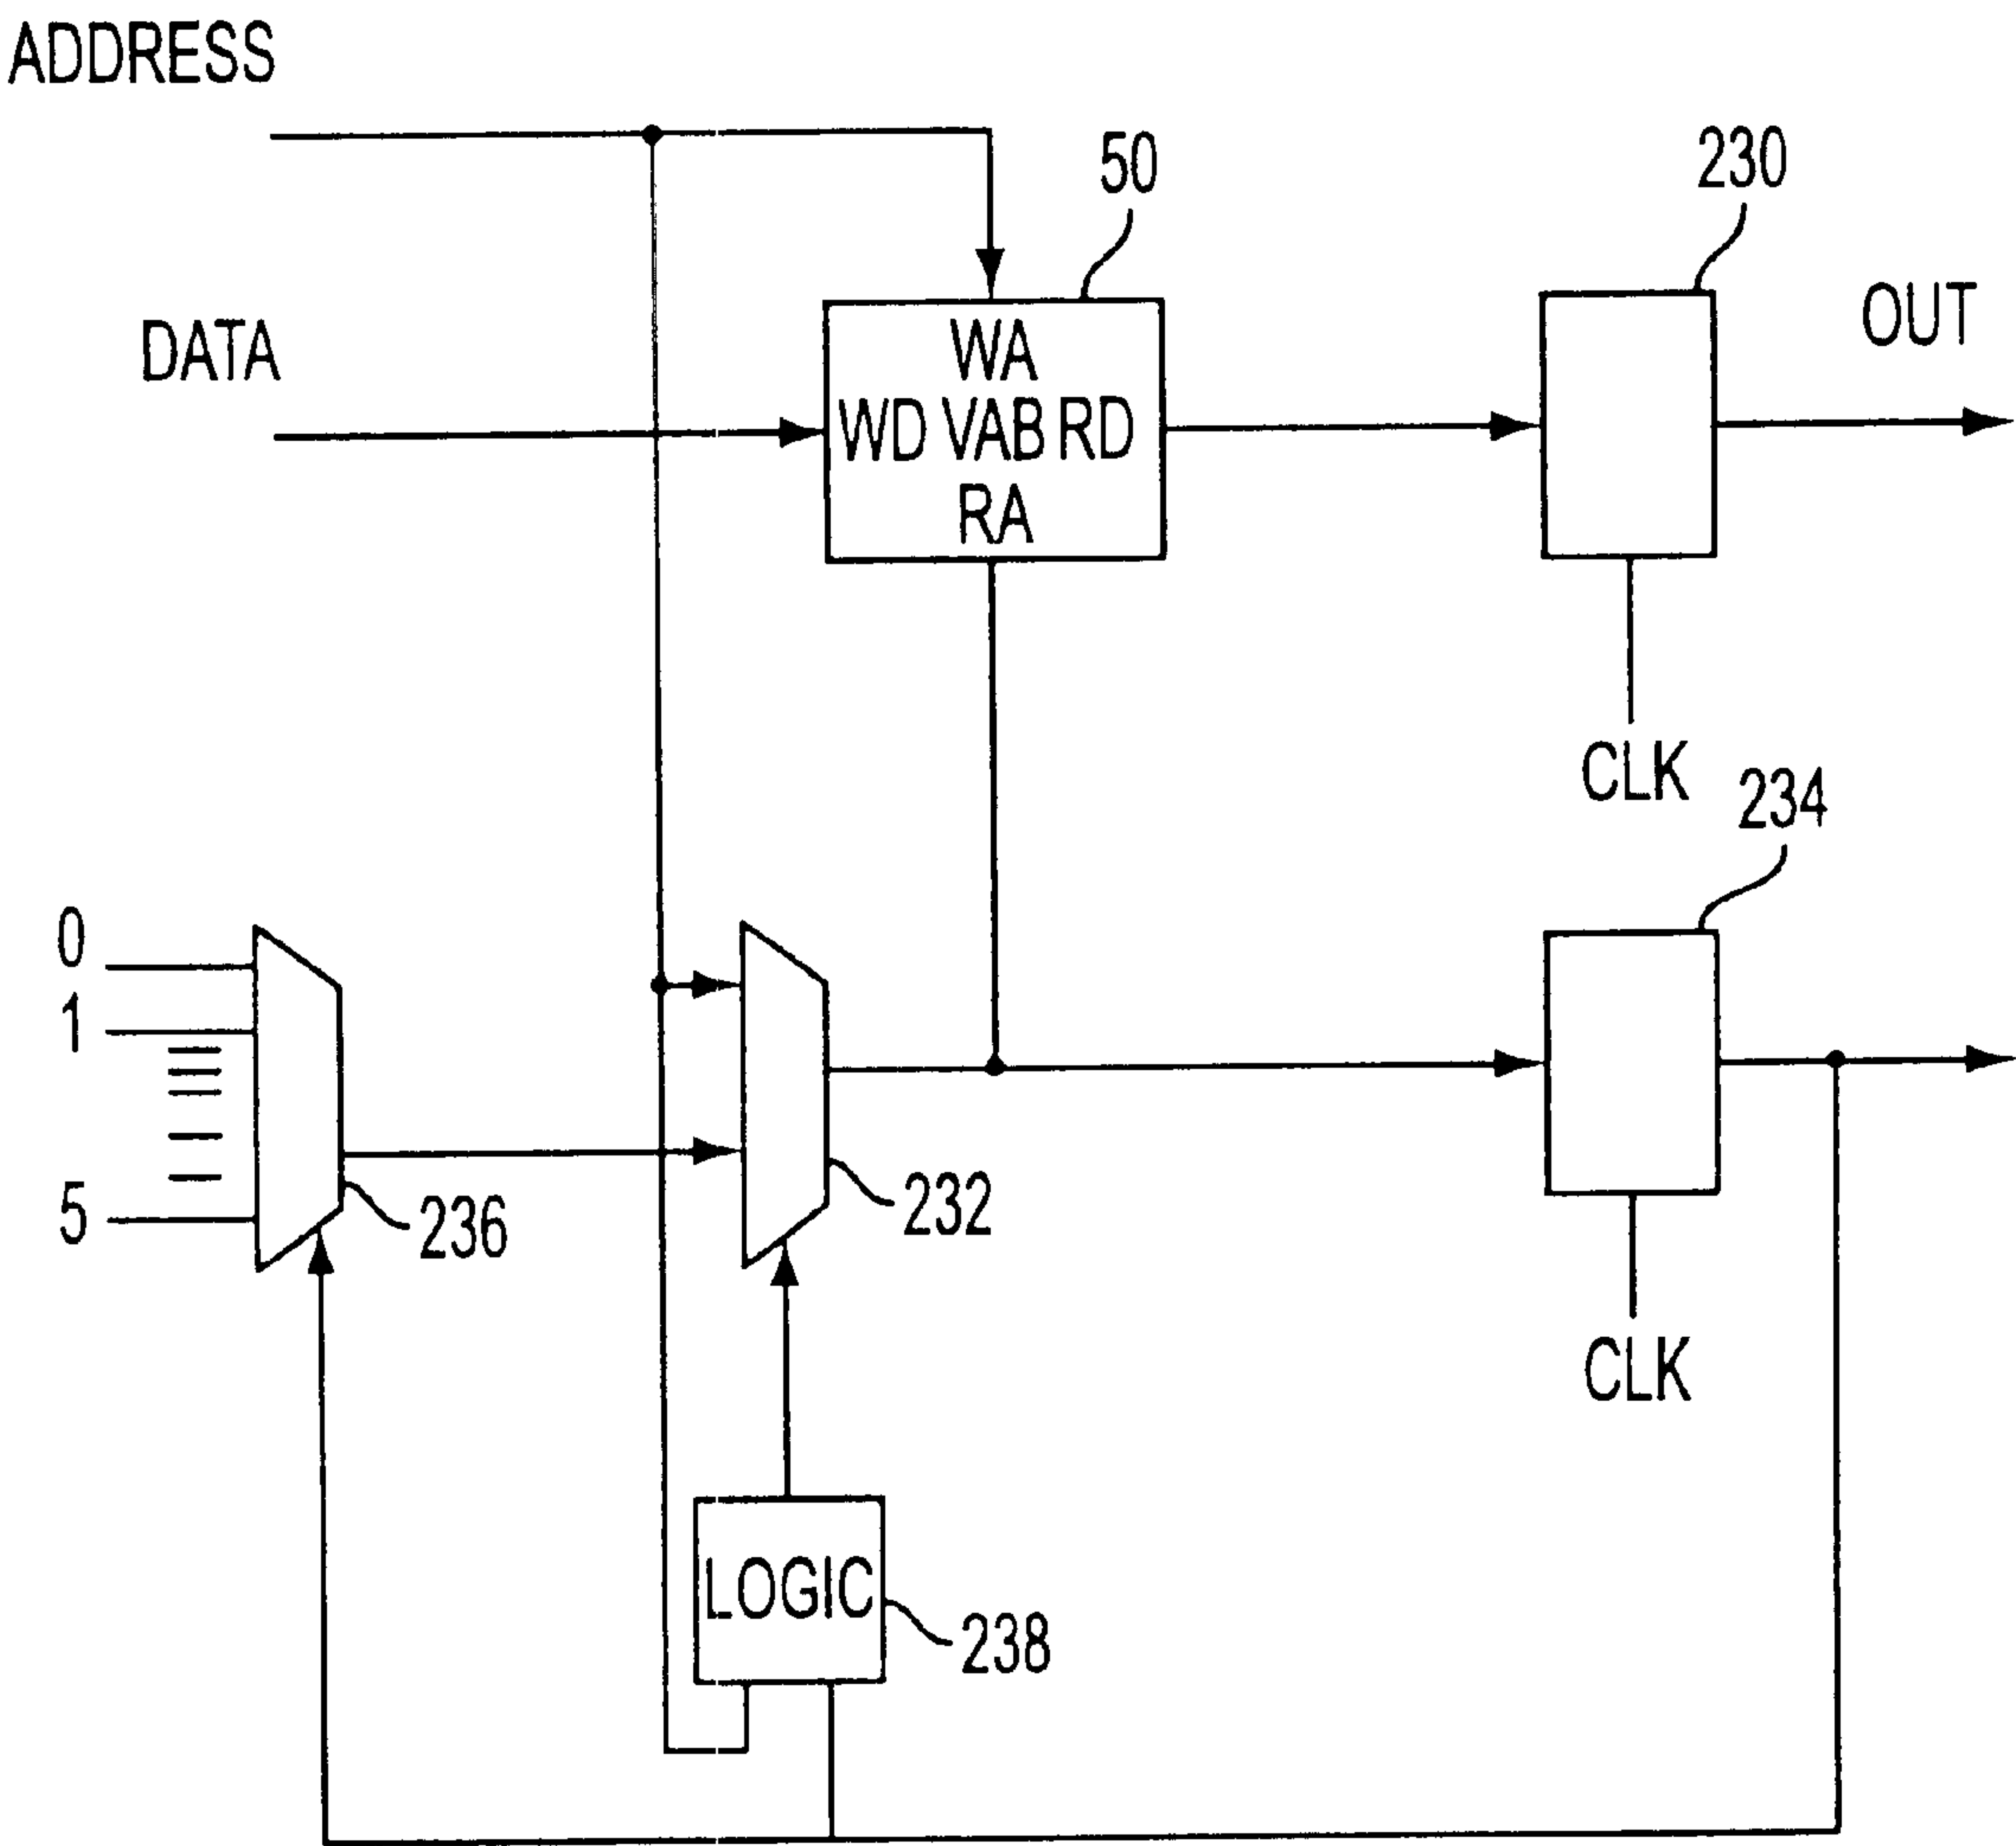 ADDRESS
50
230
DATA
OUT
WA
WD VAB RD
RA
CLK
234
0
1
5
236
232
CLK
LOGIC
238